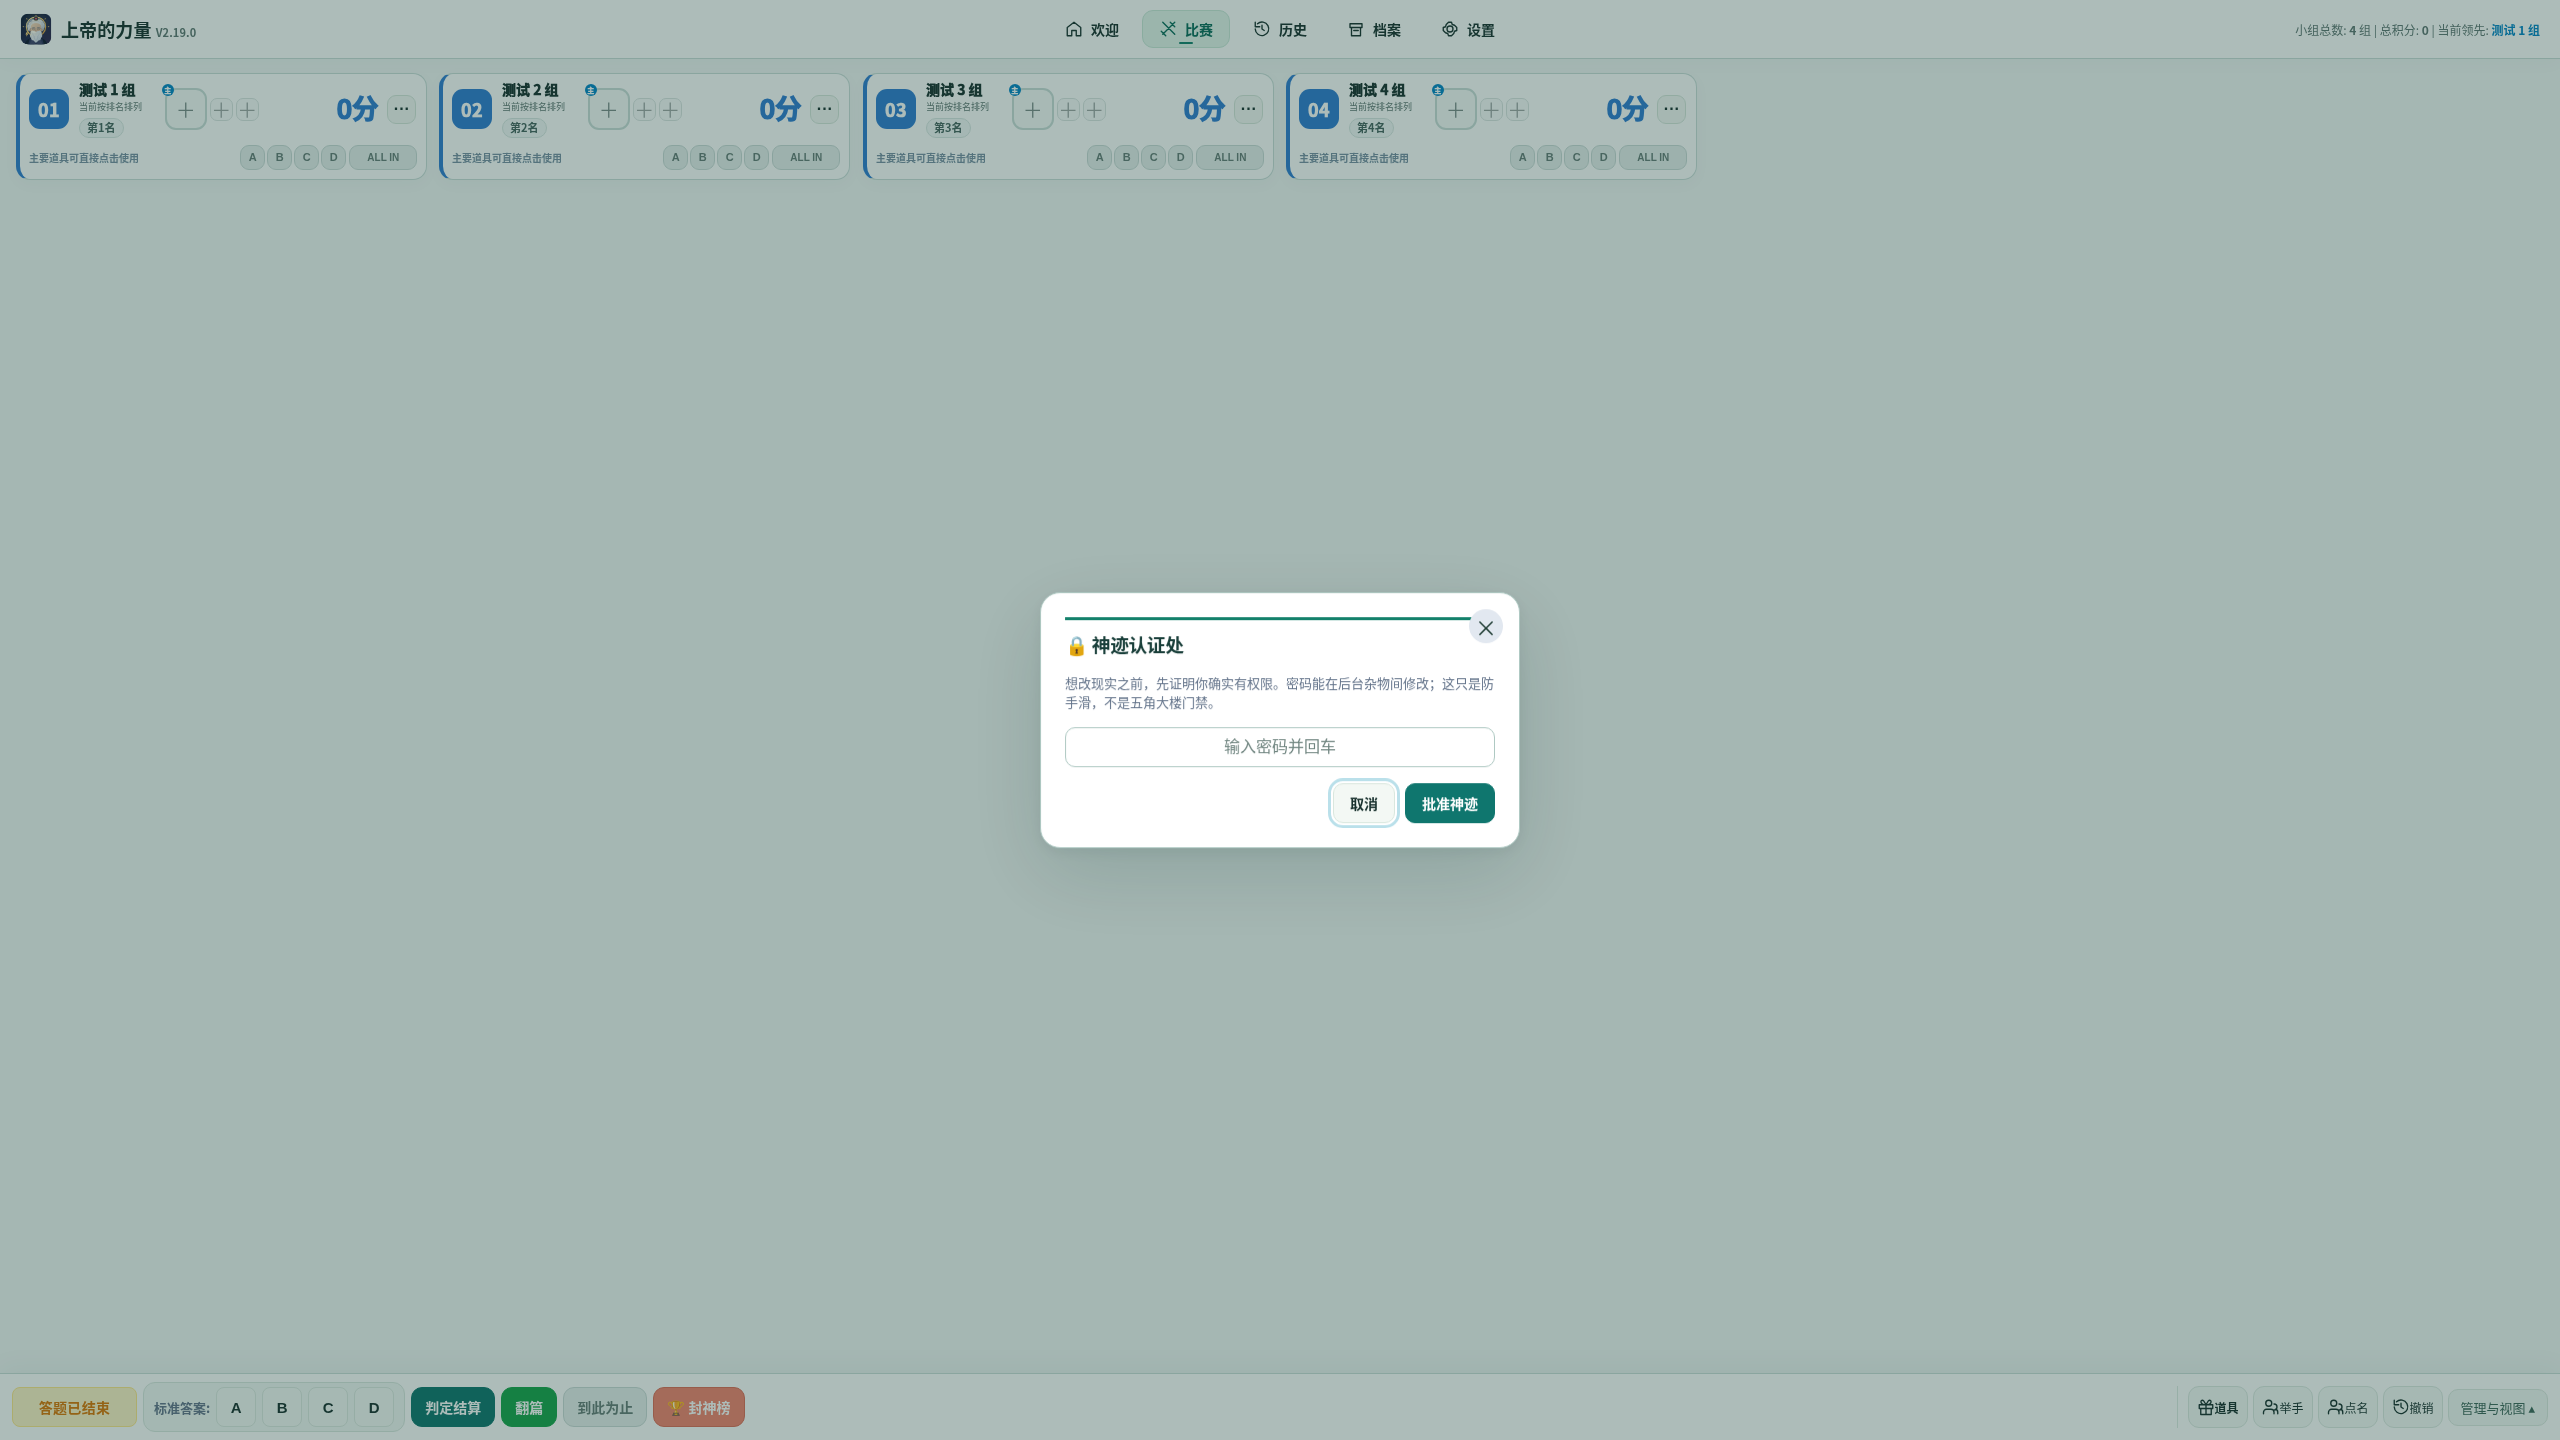 上帝的力量 V2.19.0
欢迎 比赛 历史 档案 设置
小组总数: 4 组 | 总积分: 0 | 当前领先: 测试 1 组
01 测试 1 组 当前按排名排列 第1名 主 0分 ...
主要道具可直接点击使用 A B C D ALL IN
02 测试 2 组 当前按排名排列 第2名 主 0分 ...
主要道具可直接点击使用 A B C D ALL IN
03 测试 3 组 当前按排名排列 第3名 主 0分 ...
主要道具可直接点击使用 A B C D ALL IN
04 测试 4 组 当前按排名排列 第4名 主 0分 ...
主要道具可直接点击使用 A B C D ALL IN
🔒 神迹认证处
想改现实之前，先证明你确实有权限。密码能在后台杂物间修改；这只是防
手滑，不是五角大楼门禁。
输入密码并回车
取消 批准神迹
答题已结束 标准答案: A B C D 判定结算 翻篇 到此为止 🏆 封神榜
道具 举手 点名 撤销 管理与视图 ▴